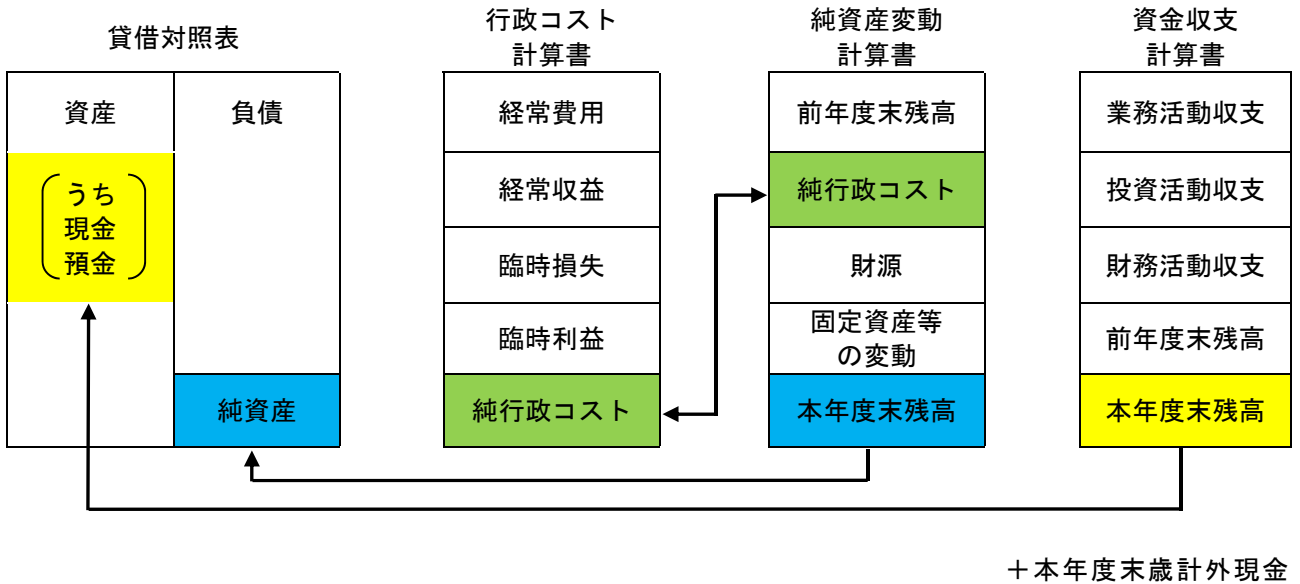 貸借対照表
資産
負債
うち
現金
預金
純資産
行政コスト
計算書
経常費用
経常収益
臨時損失
臨時利益
純行政コスト
純資産変動
計算書
前年度末残高
純行政コスト
財源
固定資産等
の変動
本年度末残高
資金収支
計算書
業務活動収支
投資活動収支
財務活動収支
前年度末残高
本年度末残高
＋本年度末歳計外現金